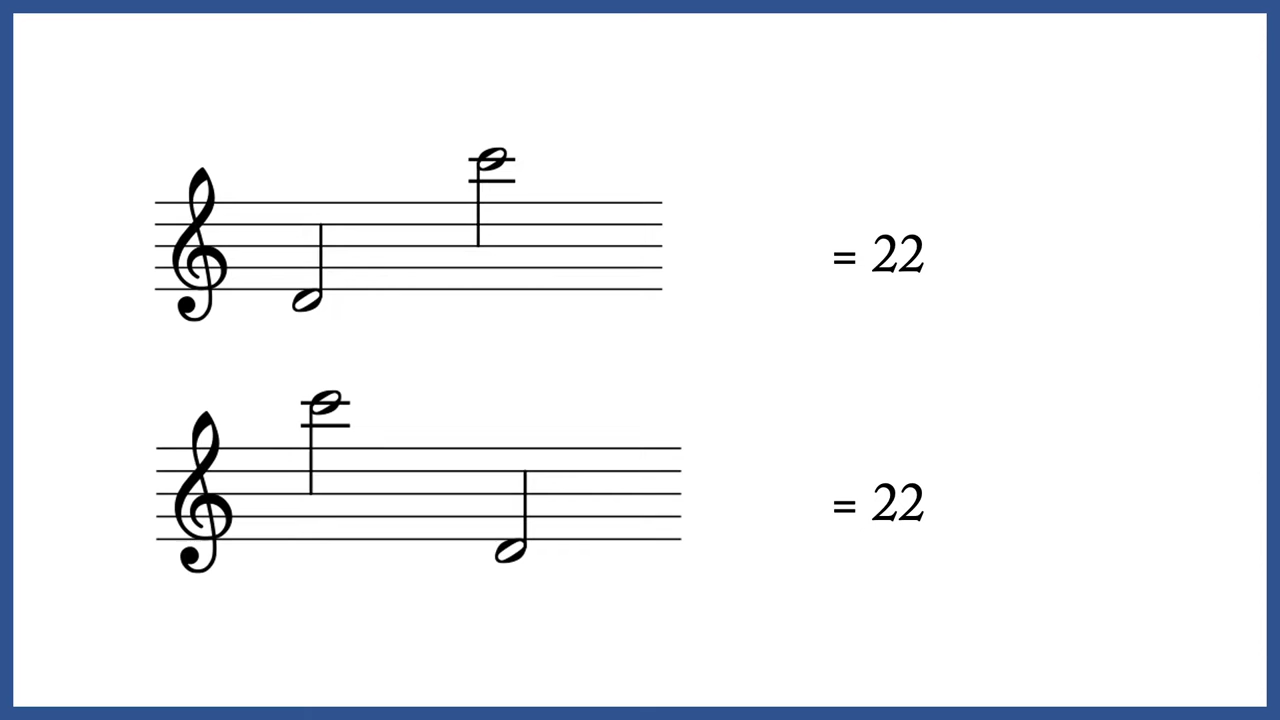 = 22
= 22